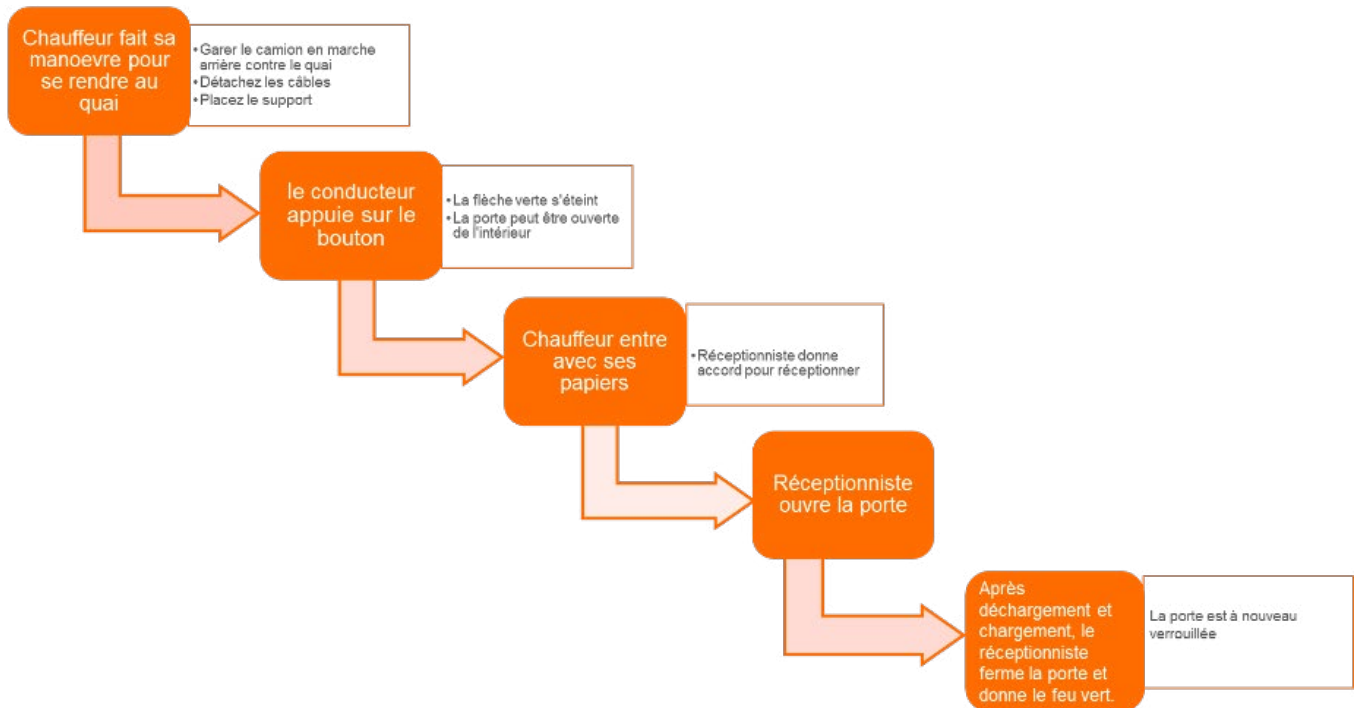 Chauffeur fait sa
manoevre pour
se rendre au
quai
•Garer le camion en marche
arrière contre le quai
•Détachez les câbles
•Placez le support
le conducteur
appuie sur le
bouton
•La flèche verte s'éteint
•La porte peut être ouverte
de l'intérieur
Chauffeur entre
avec ses
papiers
•Réceptionniste donne
accord pour réceptionner
Réceptionniste
ouvre la porte
Après
déchargement et
chargement, le
réceptionniste
ferme la porte et
donne le feu vert.
La porte est à nouveau
verrouillée